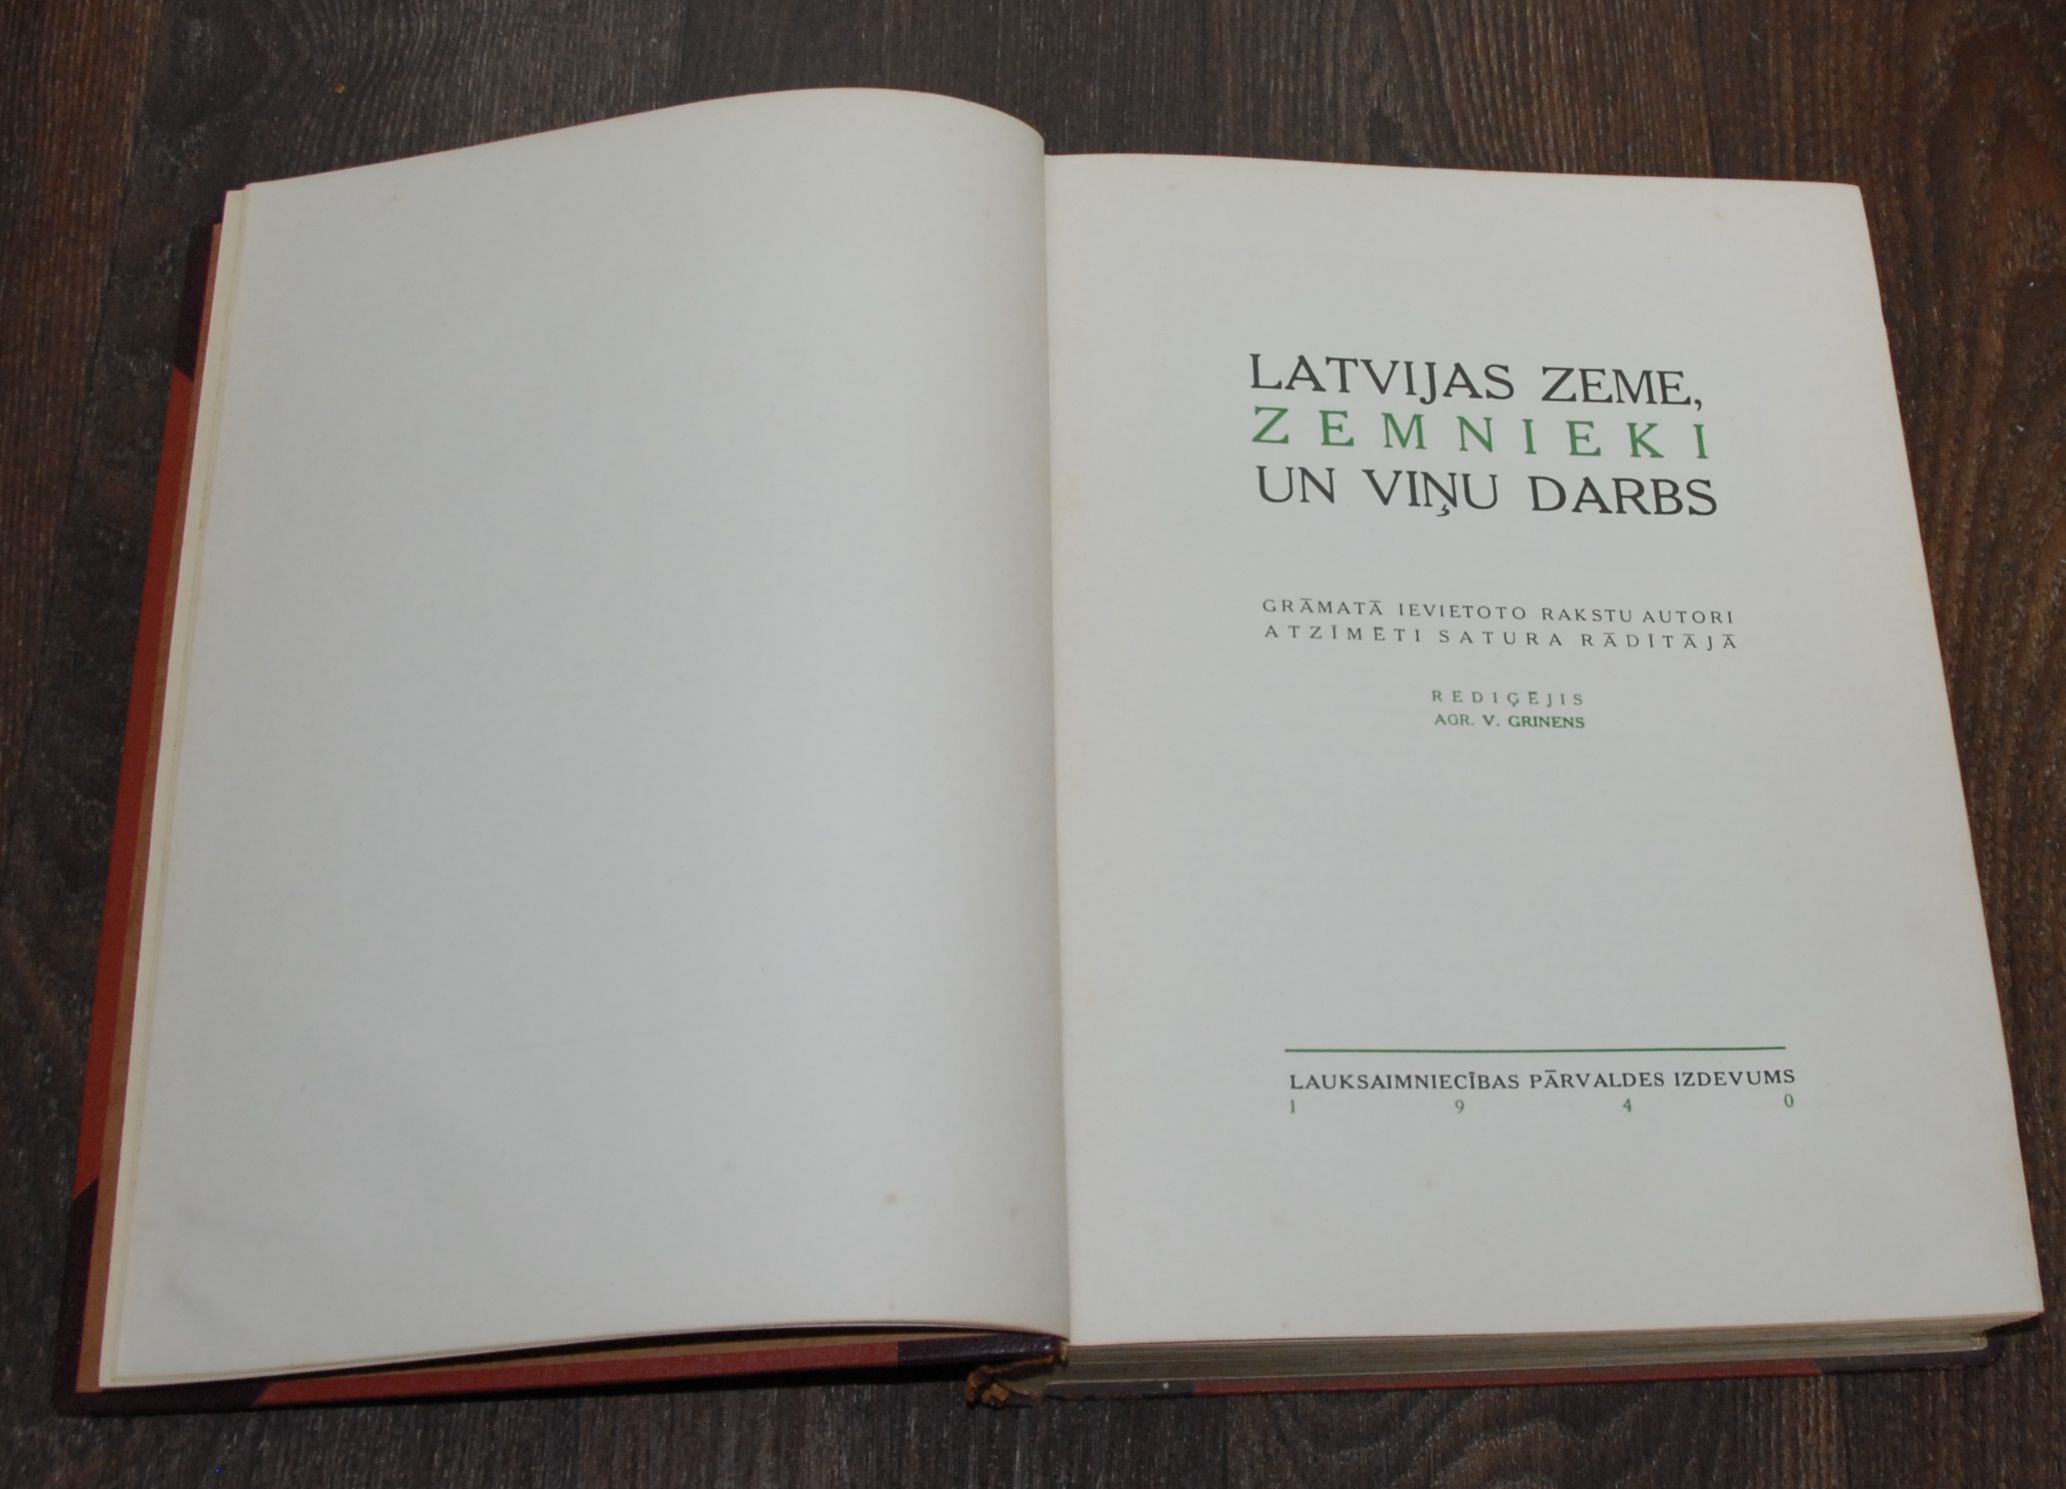 LATVIJAS ZEME,
ZEMNIEKI
UN VIŅU DARBS
GRĀMATĀ IEVIETOTO RAKSTU AUTORI
ATZĪMĒTI SATURA RĀDĪTĀJĀ
REDIĢĒJIS
AGR. V. GRINENS
LAUKSAIMNIECĪBAS PĀRVALDES IZDEVUMS
1 9 4 0